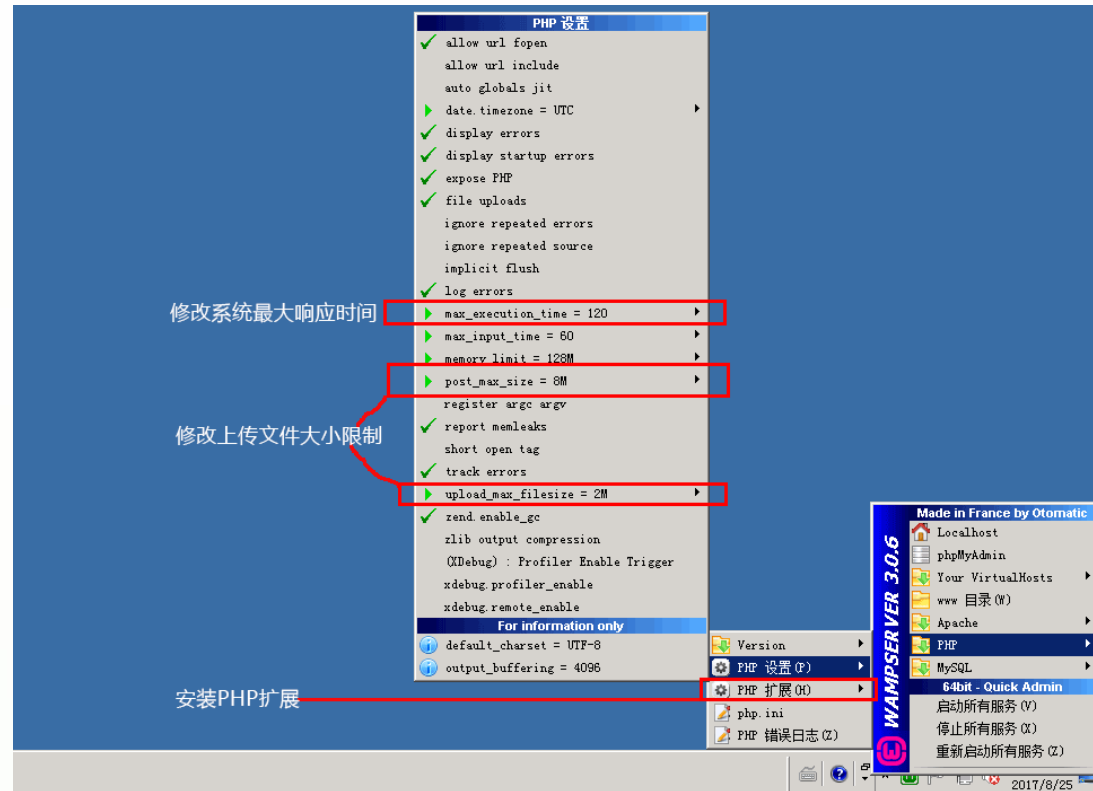 PHP 设置
allow url fopen
allow url include
auto globals jit
date.timezone = UTC
display errors
display startup errors
expose PHP
file uploads
ignore repeated errors
ignore repeated source
implicit flush
log errors
修改系统最大响应时间
max_execution_time = 120
max_input_time = 60
memory limit = 128M
post_max_size = 8M
register argc argv
修改上传文件大小限制
report memleaks
short open tag
track errors
upload_max_filesize = 2M
zend.enable_gc
zlib output compression
(XDebug) : Profiler Enable Trigger
xdebug.profiler_enable
xdebug.remote_enable
For information only
default_charset = UTF-8
output_buffering = 4096
安装PHP扩展
Version
PHP 设置(P)
PHP 扩展(H)
php.ini
PHP 错误日志(Z)
WAMPSERVER 3.0.6
Made in France by Otomatic
Localhost
phpMyAdmin
Your VirtualHosts
www 目录(W)
Apache
PHP
MySQL
64bit - Quick Admin
启动所有服务(V)
停止所有服务(X)
重新启动所有服务(Z)
2017/8/25